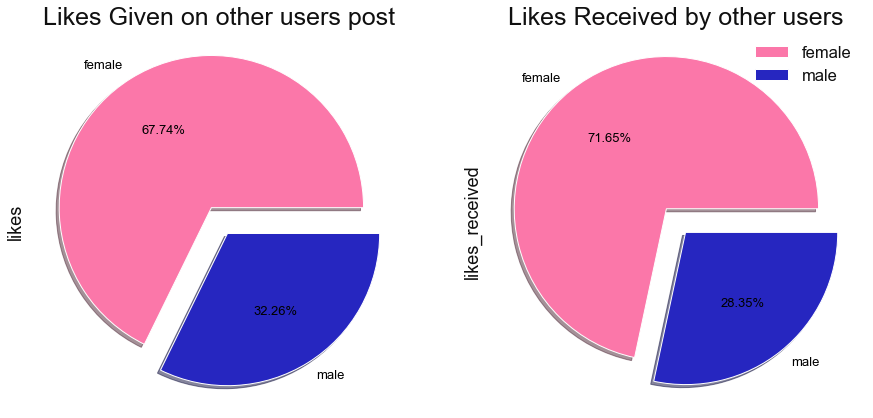 Likes Given on other users post
female
67.74%
likes
32.26%
male
Likes Received by other users
female
male
female
71.65%
likes_received
28.35%
male